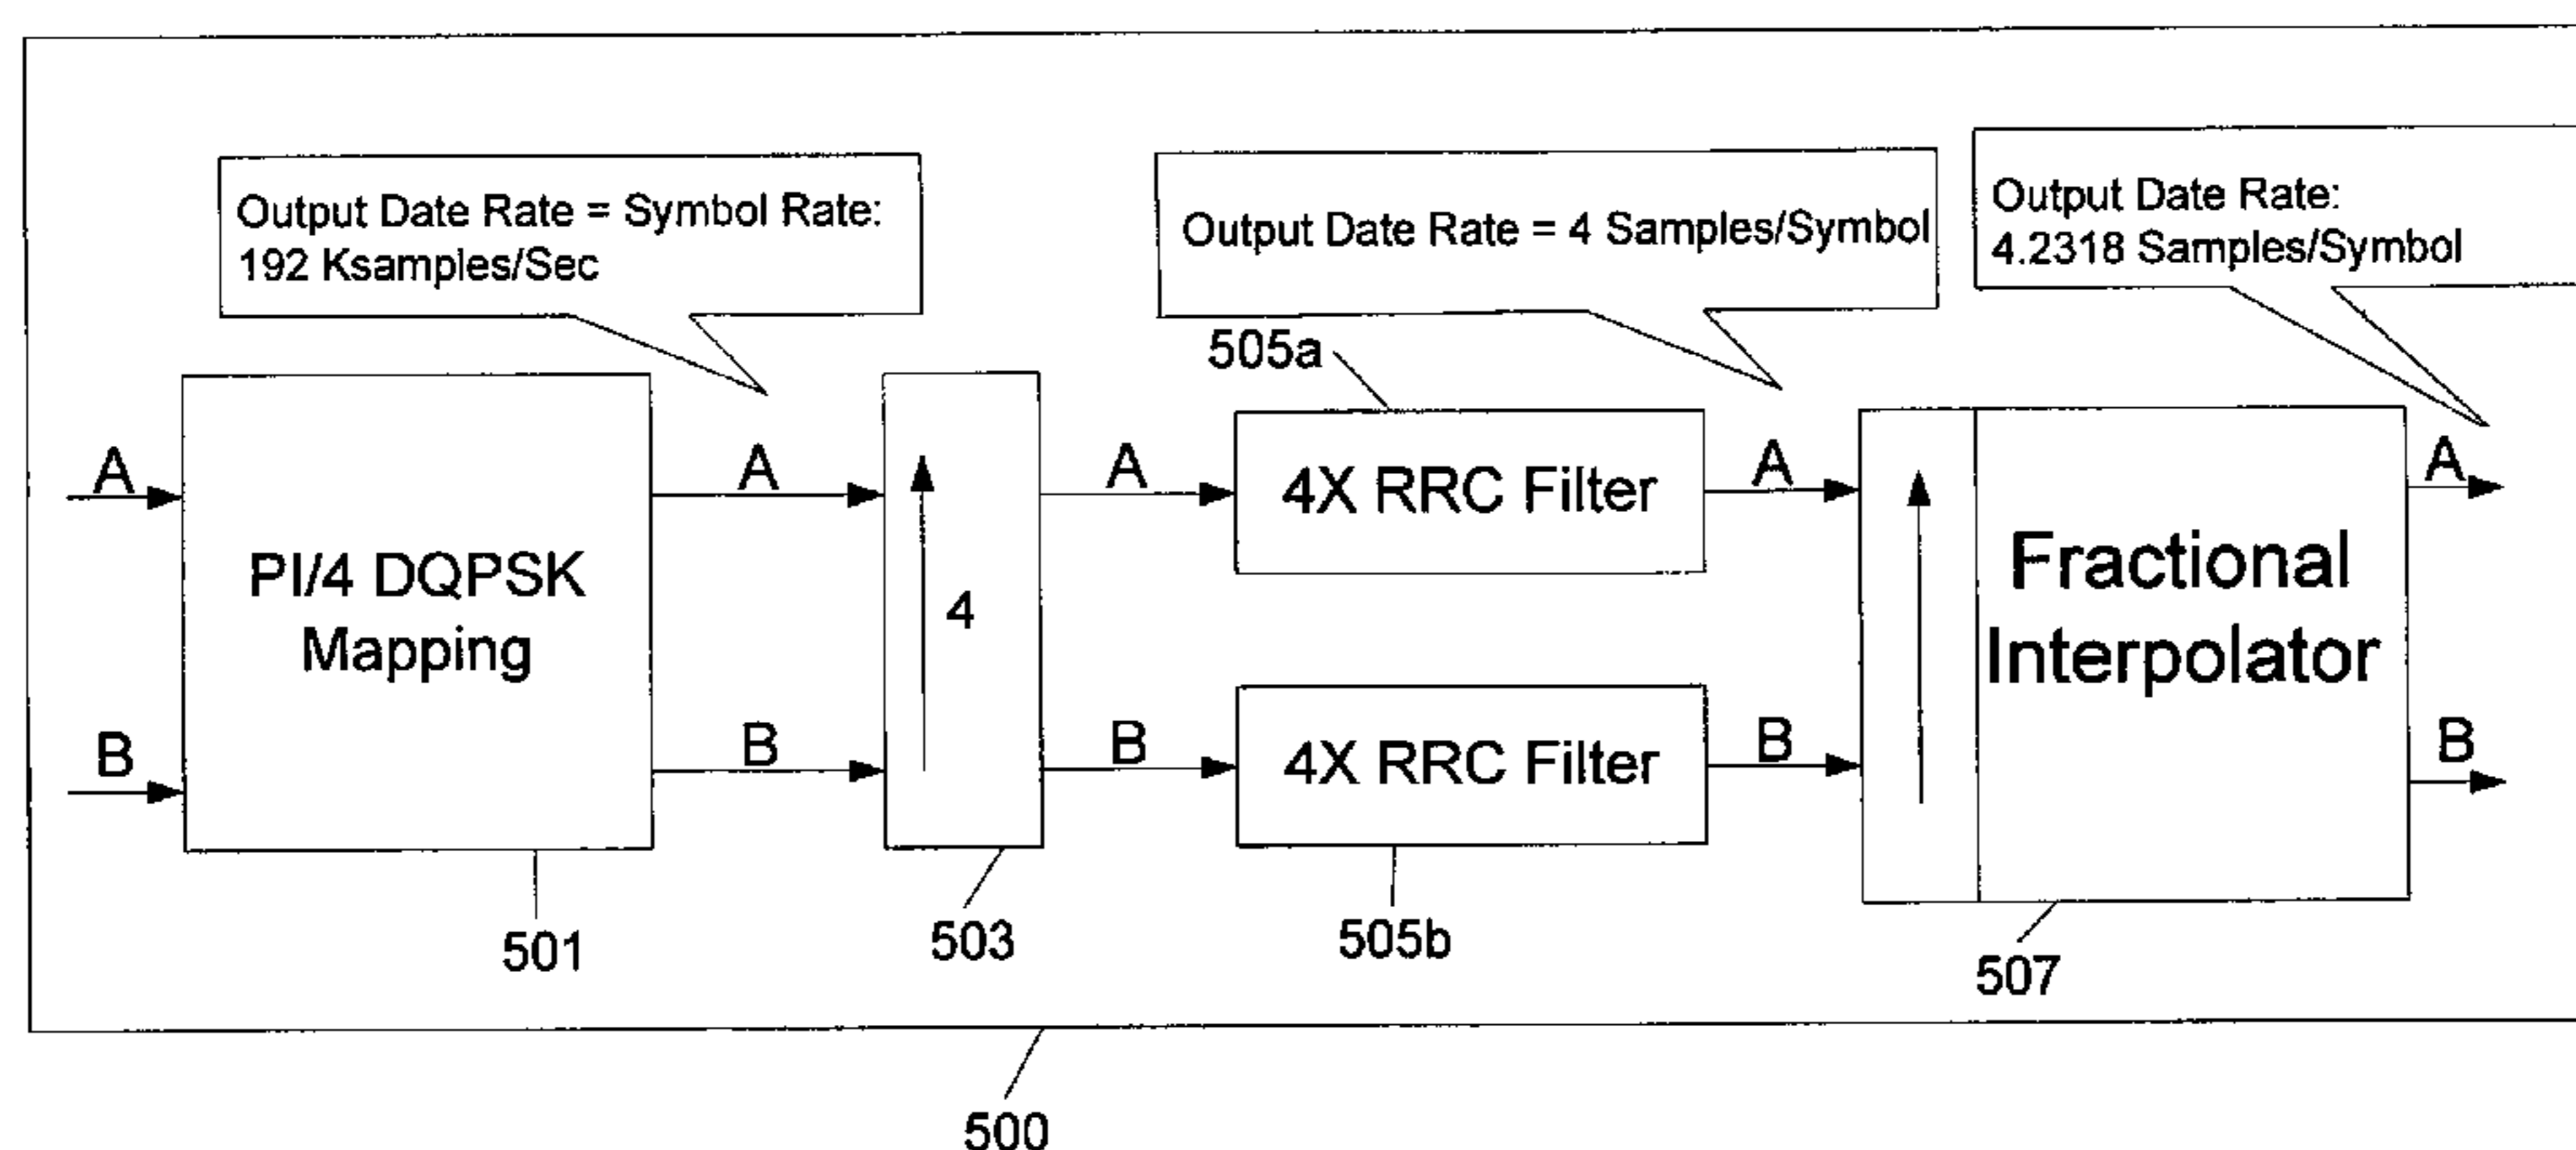 Output Date Rate = Symbol Rate:
192 Ksamples/Sec
Output Date Rate = 4 Samples/Symbol
Output Date Rate:
4.2318 Samples/Symbol
505a
A
A
A
A
A
PI/4 DQPSK
Mapping
4
4X RRC Filter
Fractional
Interpolator
B
B
B
B
B
4X RRC Filter
501
503
505b
507
500